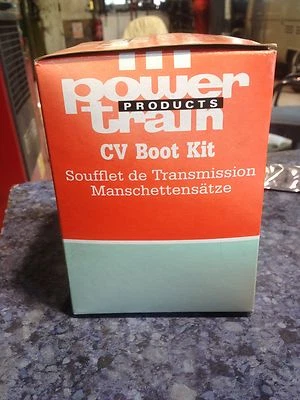 power
PRODUCTS
train
CV Boot Kit
Soufflet de Transmission
Manschettensätze